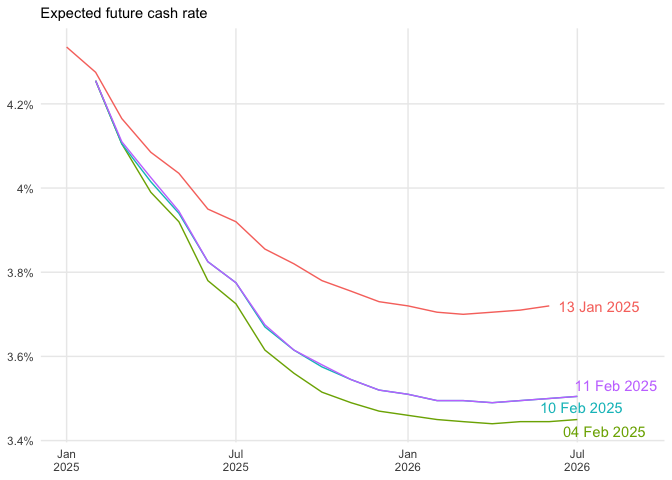 Expected future cash rate
4.2%
4%
3.8%
3.6%
3.4%
13 Jan 2025
11 Feb 2025
10 Feb 2025
04 Feb 2025
Jan
2025
Jul
2025
Jan
2026
Jul
2026